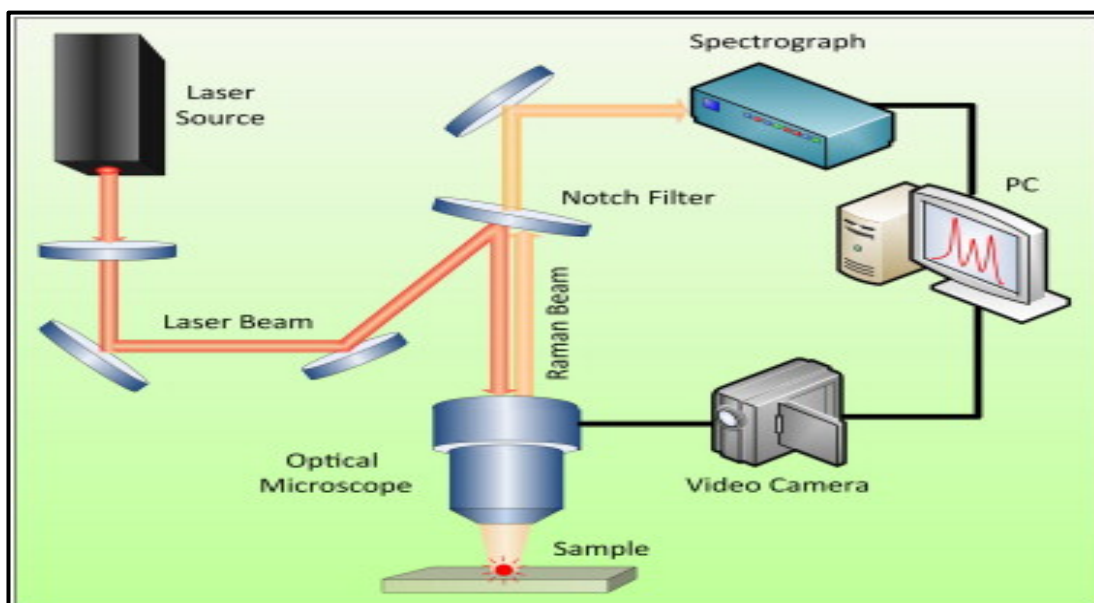 Spectrograph
Laser
Source
PC
Notch Filter
Laser Beam
Raman Beam
Optical
Microscope
Video Camera
Sample